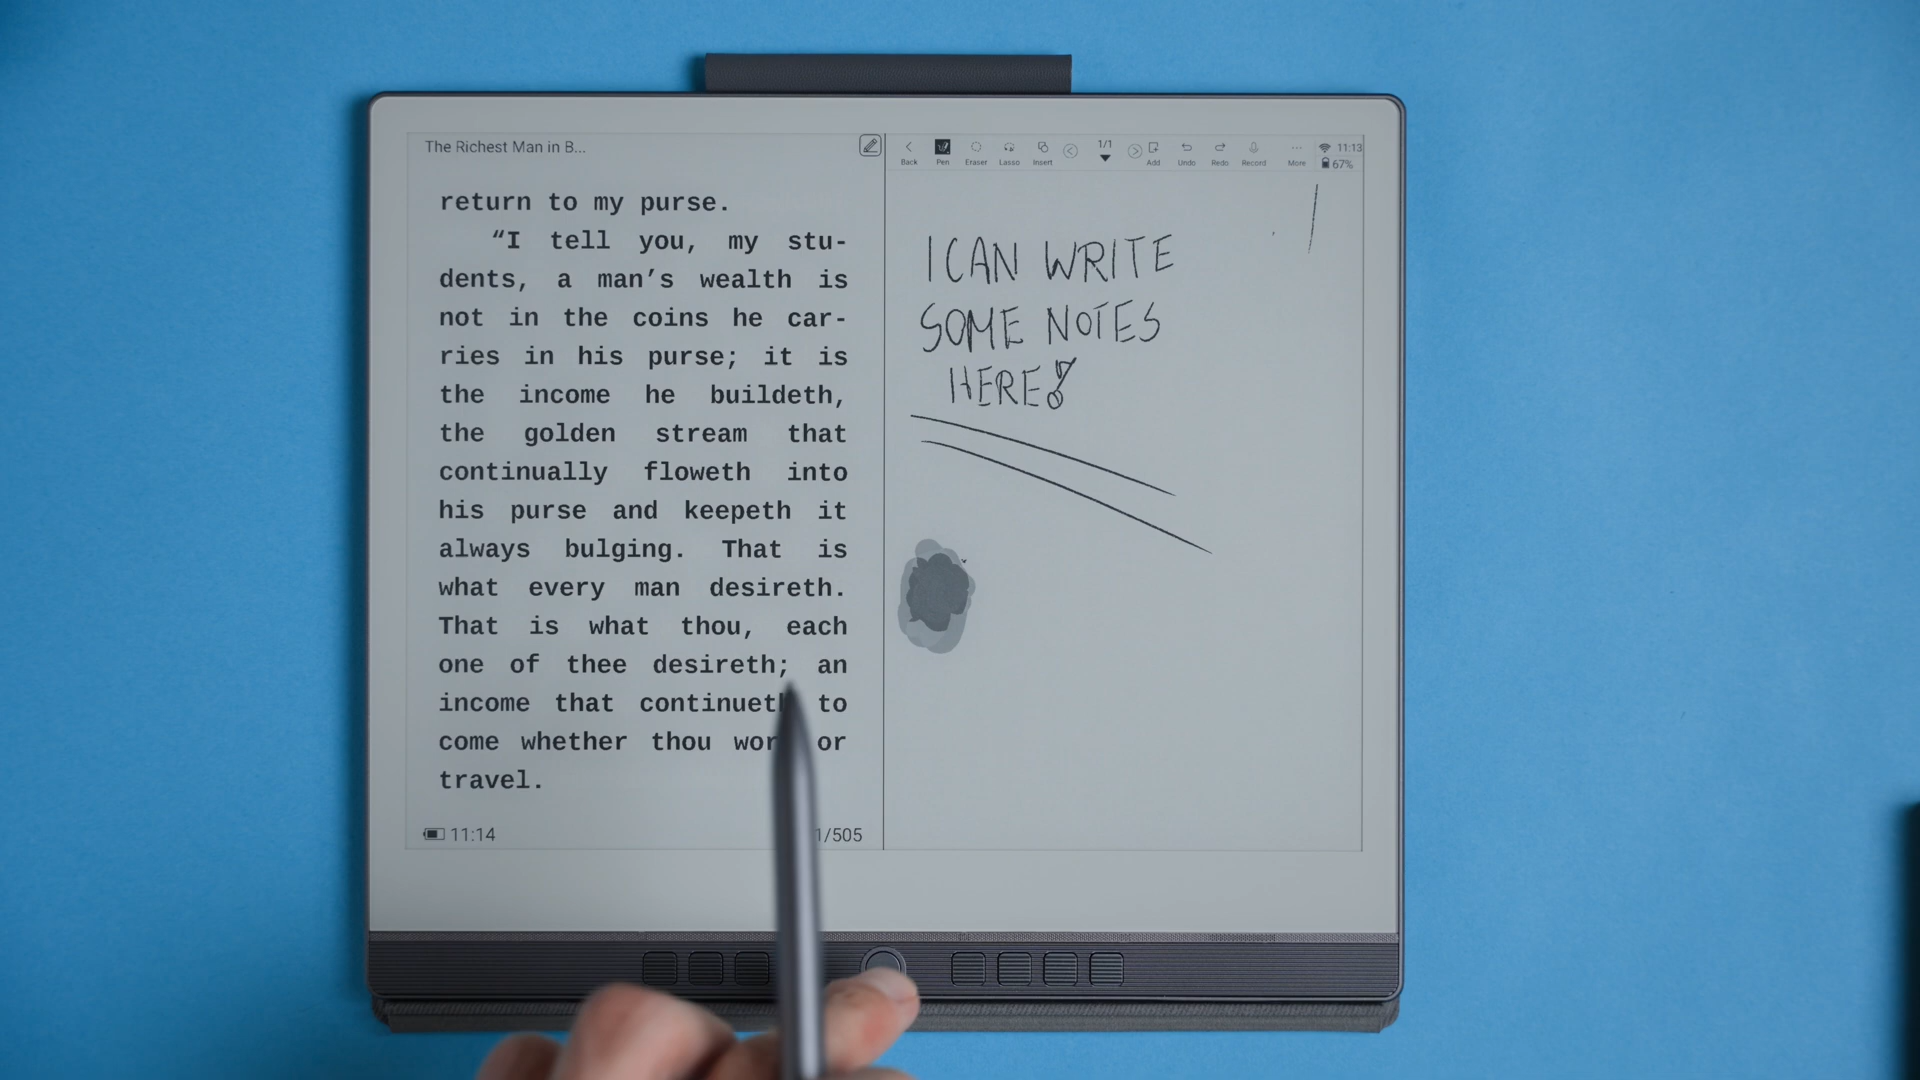 The Richest Man in B...
return to my purse.
“I tell you, my stu-
dents, a man’s wealth is
not in the coins he car-
ries in his purse; it is
the income he buildeth,
the golden stream that
continually floweth into
his purse and keepeth it
always bulging. That is
what every man desireth.
That is what thou, each
one of thee desireth; an
income that to
come whether thou or
travel.
11:14 /505
1/1 11:13
Back Pen Eraser Lasso Insert Add Undo Redo Record More 67%
I CAN WRITE
SOME NOTES
HERE!